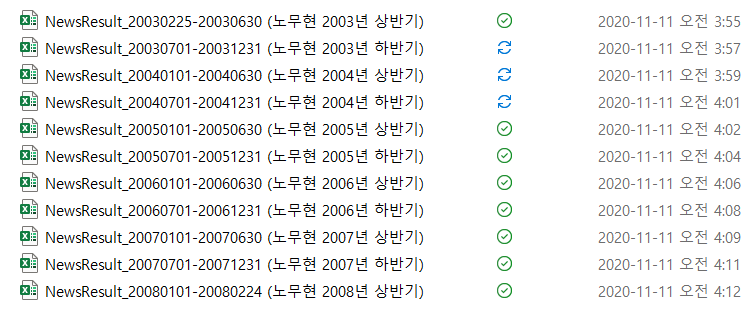 NewsResult_20030225-20030630 (노무현 2003년 상반기) 2020-11-11 오전 3:55
NewsResult_20030701-20031231 (노무현 2003년 하반기) 2020-11-11 오전 3:57
NewsResult_20040101-20040630 (노무현 2004년 상반기) 2020-11-11 오전 3:59
NewsResult_20040701-20041231 (노무현 2004년 하반기) 2020-11-11 오전 4:01
NewsResult_20050101-20050630 (노무현 2005년 상반기) 2020-11-11 오전 4:02
NewsResult_20050701-20051231 (노무현 2005년 하반기) 2020-11-11 오전 4:04
NewsResult_20060101-20060630 (노무현 2006년 상반기) 2020-11-11 오전 4:06
NewsResult_20060701-20061231 (노무현 2006년 하반기) 2020-11-11 오전 4:08
NewsResult_20070101-20070630 (노무현 2007년 상반기) 2020-11-11 오전 4:09
NewsResult_20070701-20071231 (노무현 2007년 하반기) 2020-11-11 오전 4:11
NewsResult_20080101-20080224 (노무현 2008년 상반기) 2020-11-11 오전 4:12